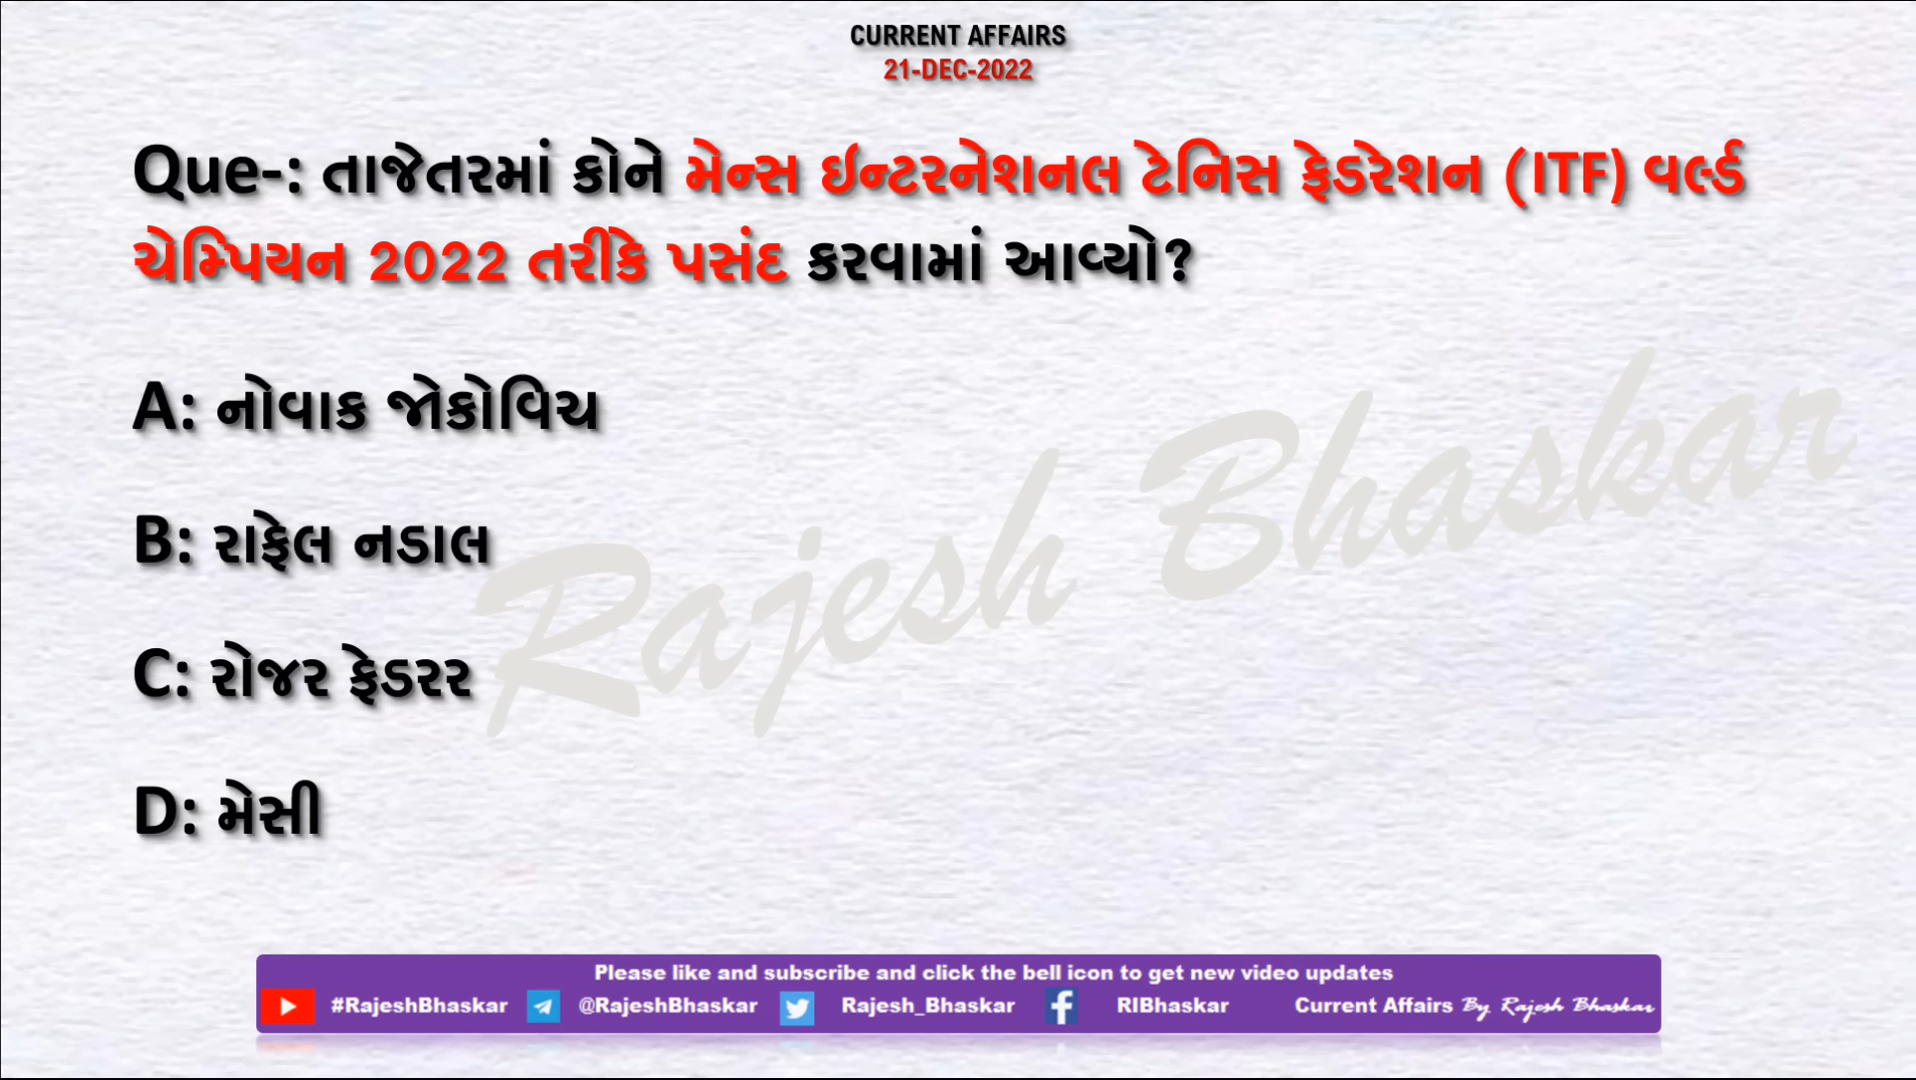 CURRENT AFFAIRS
21-DEC-2022
Que-: તાજેતરમાં કોને મેન્સ ઇન્ટરનેશનલ ટેનિસ ફેડરેશન (ITF) વર્લ્ડ
ચેમ્પિયન 2022 તરીકે પસંદ કરવામાં આવ્યો?
A: નોવાક જોકોવિચ
B: રાફેલ નડાલ
C: રોજર ફેડરર
D: મેસી
Rajesh Bhaskar
Please like and subscribe and click the bell icon to get new video updates
#RajeshBhaskar @RajeshBhaskar Rajesh_Bhaskar RIBhaskar Current Affairs By Rajesh Bhaskar